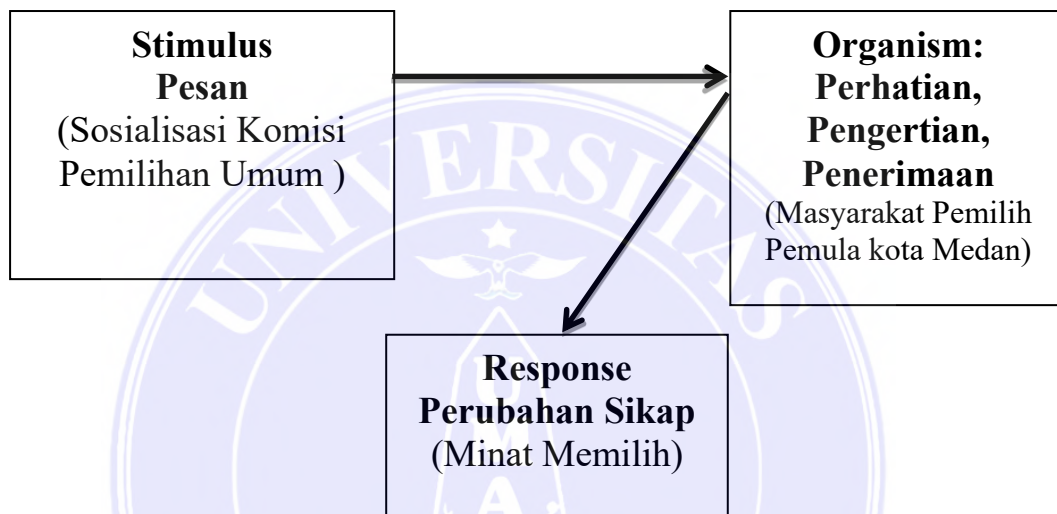 Stimulus
Pesan
(Sosialisasi Komisi
Pemilihan Umum )
Organism:
Perhatian,
Pengertian,
Penerimaan
(Masyarakat Pemilih
Pemula kota Medan)
Response
Perubahan Sikap
(Minat Memilih)
UNIVERSITAS
U
M
A